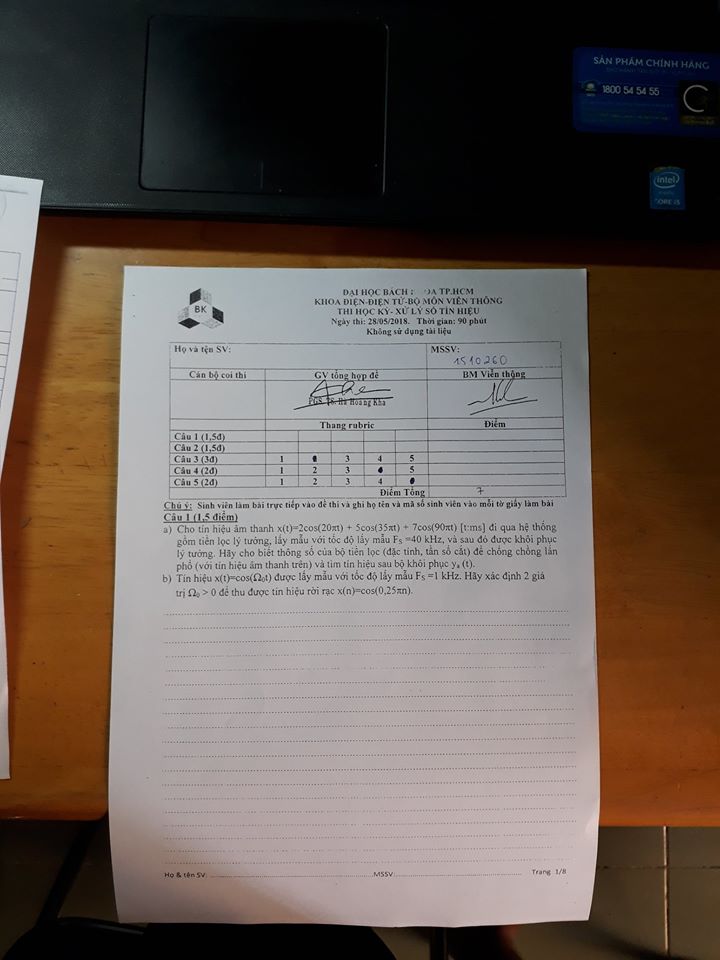 SẢN PHẨM CHÍNH HÃNG
1800 54 54 55
intel
CORE i5
BK
ĐẠI HỌC BÁCH OA TP.HCM
KHOA ĐIỆN-ĐIỆN TỬ-BỘ MÔN VIỄN THÔNG
THI HỌC KỲ- XỬ LÝ SỐ TÍN HIỆU
Ngày thi: 28/05/2018. Thời gian: 90 phút
Không sử dụng tài liệu
Họ và tên SV: MSSV:
1510260
Cán bộ coi thi GV tổng hợp đề BM Viễn thông
PGS. TS. Hà Hoàng Kha
Thang rubric Điểm
Câu 1 (1,5đ)
Câu 2 (1,5đ)
Câu 3 (3đ) 1 3 4 5
Câu 4 (2đ) 1 2 3 5
Câu 5 (2đ) 1 2 3 4
Điểm Tổng 7
Chú ý: Sinh viên làm bài trực tiếp vào đề thi và ghi họ tên và mã số sinh viên vào mỗi tờ giấy làm bài
Câu 1 (1,5 điểm)
a) Cho tín hiệu âm thanh x(t)=2cos(20πt) + 5cos(35πt) + 7cos(90πt) [t:ms] đi qua hệ thống
gồm tiền lọc lý tưởng, lấy mẫu với tốc độ lấy mẫu FS =40 kHz, và sau đó được khôi phục
lý tưởng. Hãy cho biết thông số của bộ tiền lọc (đặc tính, tần số cắt) để chống chồng lấn
phổ (với tín hiệu âm thanh trên) và tìm tín hiệu sau bộ khôi phục ya (t).
b) Tín hiệu x(t)=cos(Ω0t) được lấy mẫu với tốc độ lấy mẫu FS =1 kHz. Hãy xác định 2 giá
trị Ω0 > 0 để thu được tín hiệu rời rạc x(n)=cos(0,25πn).
Họ & tên SV: MSSV: Trang 1/8